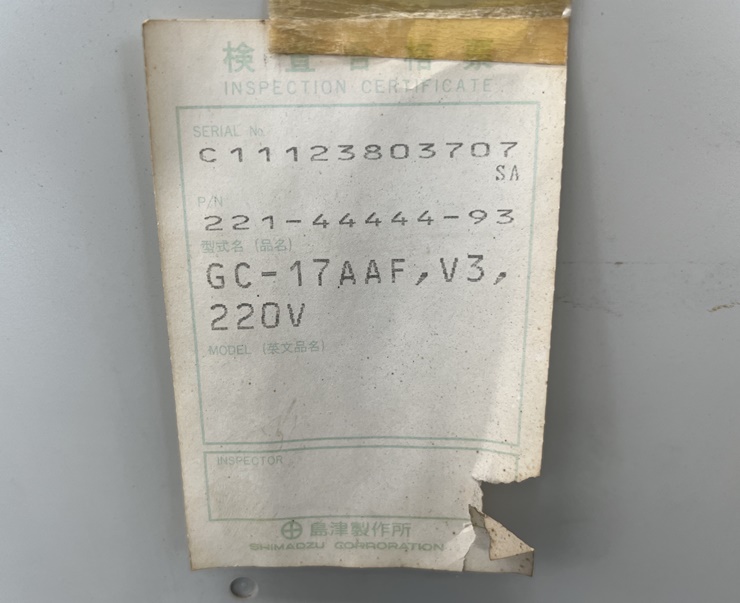 検査合格票
INSPECTION CERTIFICATE
SERIAL No
C11123803707
SA
P/N
221-44444-93
型式名 (品名)
GC-17AAF,V3,
220V
MODEL (英文品名)
INSPECTOR
島津製作所
SHIMADZU CORPORATION